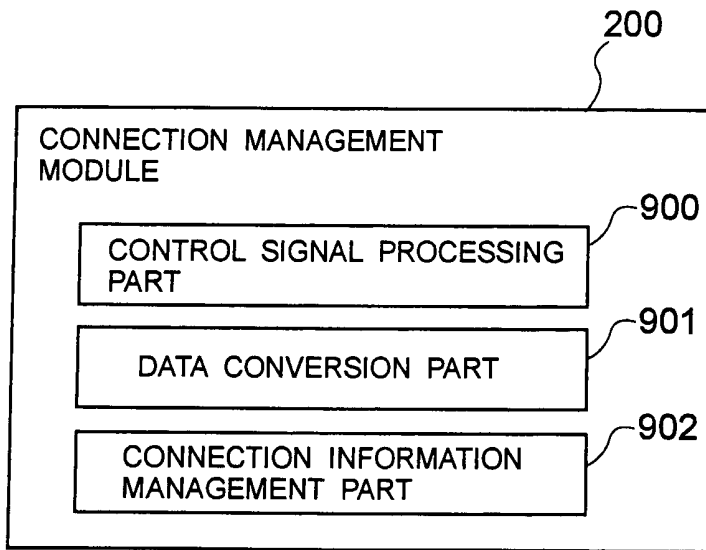 200
CONNECTION MANAGEMENT
MODULE
900
CONTROL SIGNAL PROCESSING
PART
901
DATA CONVERSION PART
902
CONNECTION INFORMATION
MANAGEMENT PART